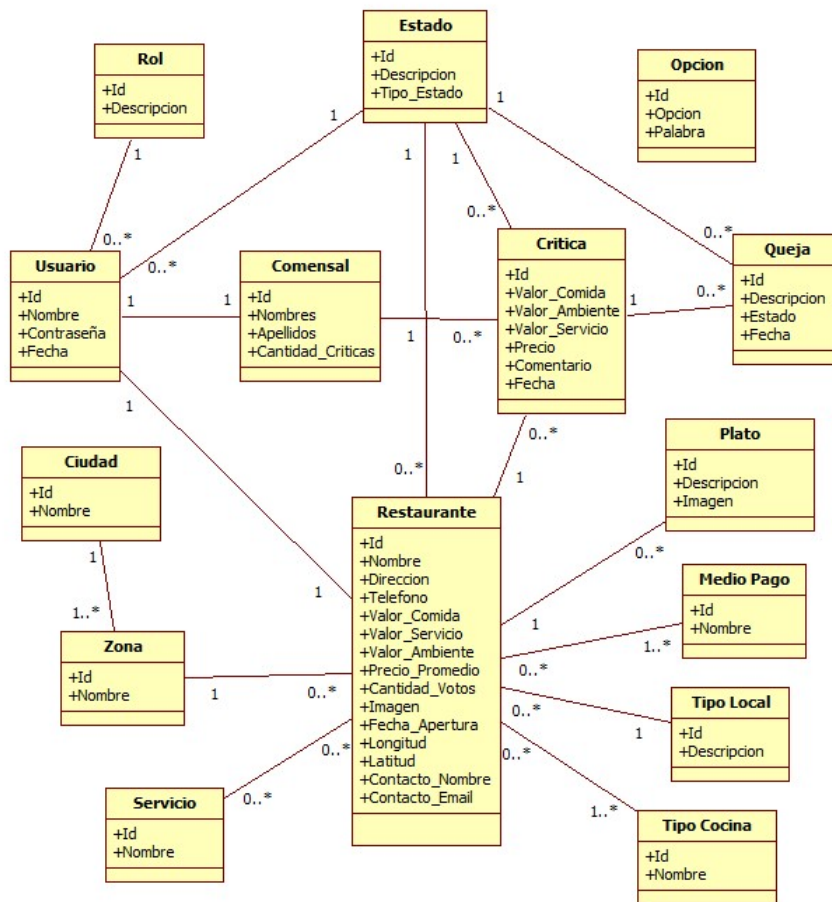 Estado
+Id
+Descripcion
+Tipo_Estado
Rol
+Id
+Descripcion
Opcion
+Id
+Opcion
+Palabra
1
1
1
1
1
0..*
0..*
0..*
0..*
Usuario
+Id
+Nombre
+Contraseña
+Fecha
Comensal
+Id
+Nombres
+Apellidos
+Cantidad_Criticas
Critica
+Id
+Valor_Comida
+Valor_Ambiente
+Valor_Servicio
+Precio
+Comentario
+Fecha
Queja
+Id
+Descripcion
+Estado
+Fecha
1
1
1
0..*
1
0..*
1
0..*
1
0..*
Ciudad
+Id
+Nombre
1
1..*
Zona
+Id
+Nombre
1
0..*
1
Restaurante
+Id
+Nombre
+Direccion
+Telefono
+Valor_Comida
+Valor_Servicio
+Valor_Ambiente
+Precio_Promedio
+Cantidad_Votos
+Imagen
+Fecha_Apertura
+Longitud
+Latitud
+Contacto_Nombre
+Contacto_Email
Plato
+Id
+Descripcion
+Imagen
0..*
1
Medio Pago
+Id
+Nombre
1..*
0..*
Tipo Local
+Id
+Descripcion
0..*
1
Servicio
+Id
+Nombre
0..*
0..*
Tipo Cocina
+Id
+Nombre
0..*
1..*